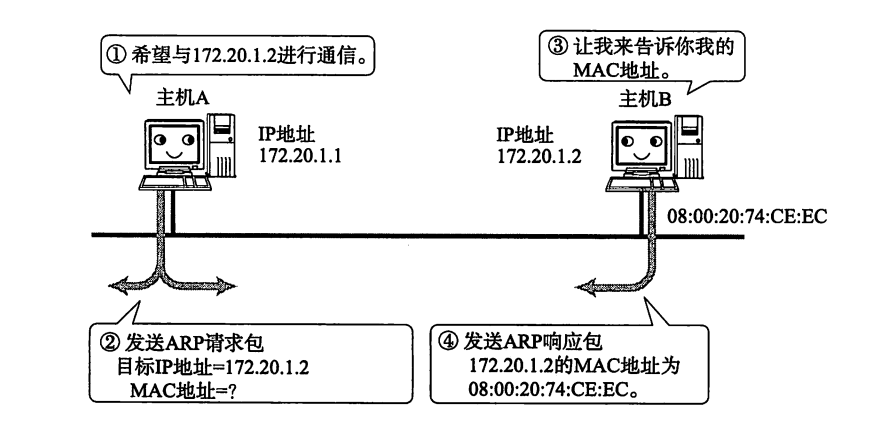 ① 希望与172.20.1.2进行通信。
③ 让我来告诉你我的
MAC地址。
主机A
主机B
IP地址
172.20.1.1
IP地址
172.20.1.2
08:00:20:74:CE:EC
② 发送ARP请求包
目标IP地址=172.20.1.2
MAC地址=?
④ 发送ARP响应包
172.20.1.2的MAC地址为
08:00:20:74:CE:EC。